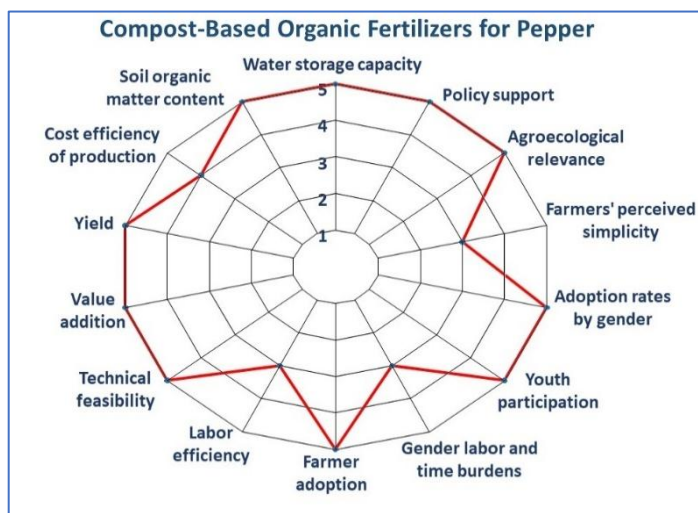 Compost-Based Organic Fertilizers for Pepper
Water storage capacity
Policy support
Agroecological
relevance
Farmers' perceived
simplicity
Adoption rates
by gender
Youth
participation
Gender labor and
time burdens
Farmer
adoption
Labor
efficiency
Technical
feasibility
Value
addition
Yield
Cost efficiency
of production
Soil organic
matter content
5
4
3
2
1